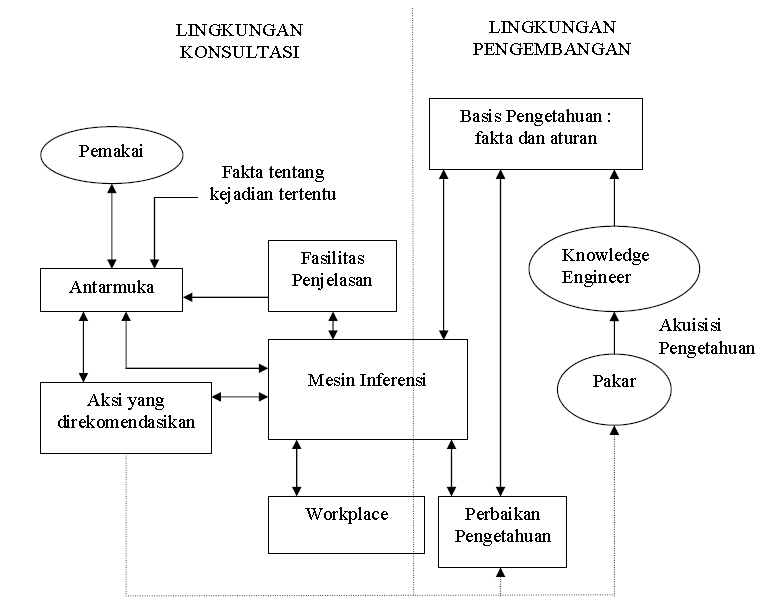 LINGKUNGAN
KONSULTASI
LINGKUNGAN
PENGEMBANGAN
Basis Pengetahuan :
fakta dan aturan
Pemakai
Fakta tentang
kejadian tertentu
Fasilitas
Penjelasan
Knowledge
Engineer
Antarmuka
Akuisisi
Pengetahuan
Mesin Inferensi
Pakar
Aksi yang
direkomendasikan
Workplace
Perbaikan
Pengetahuan